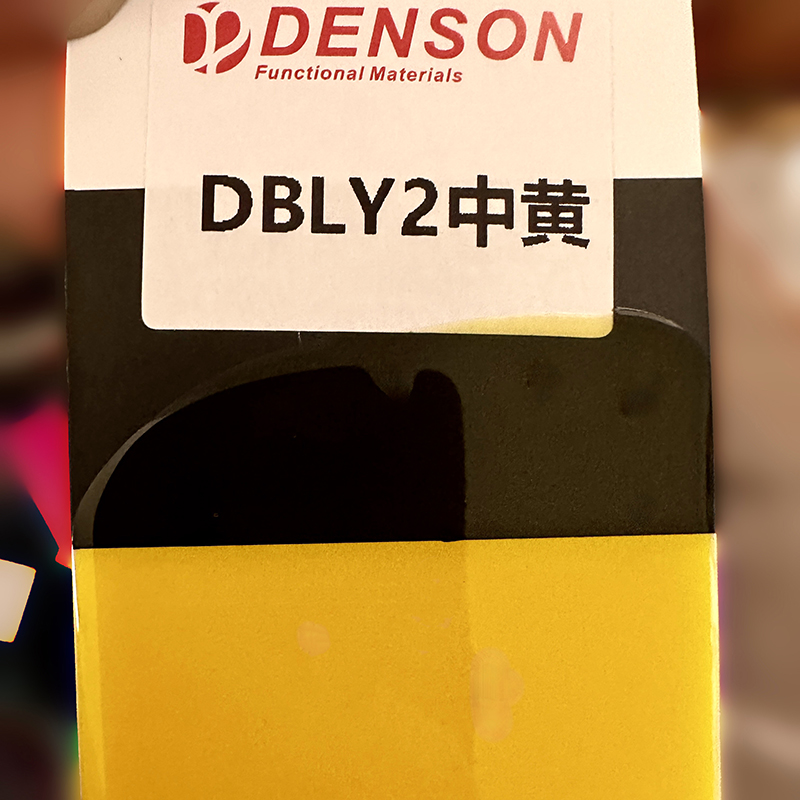 DENSON
Functional Materials
DBLY2中黄